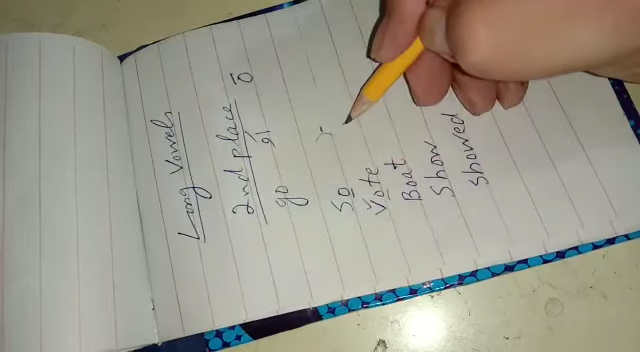 Long Vowels
2nd place ō
go
So
Vote
Boat
Show
Showed